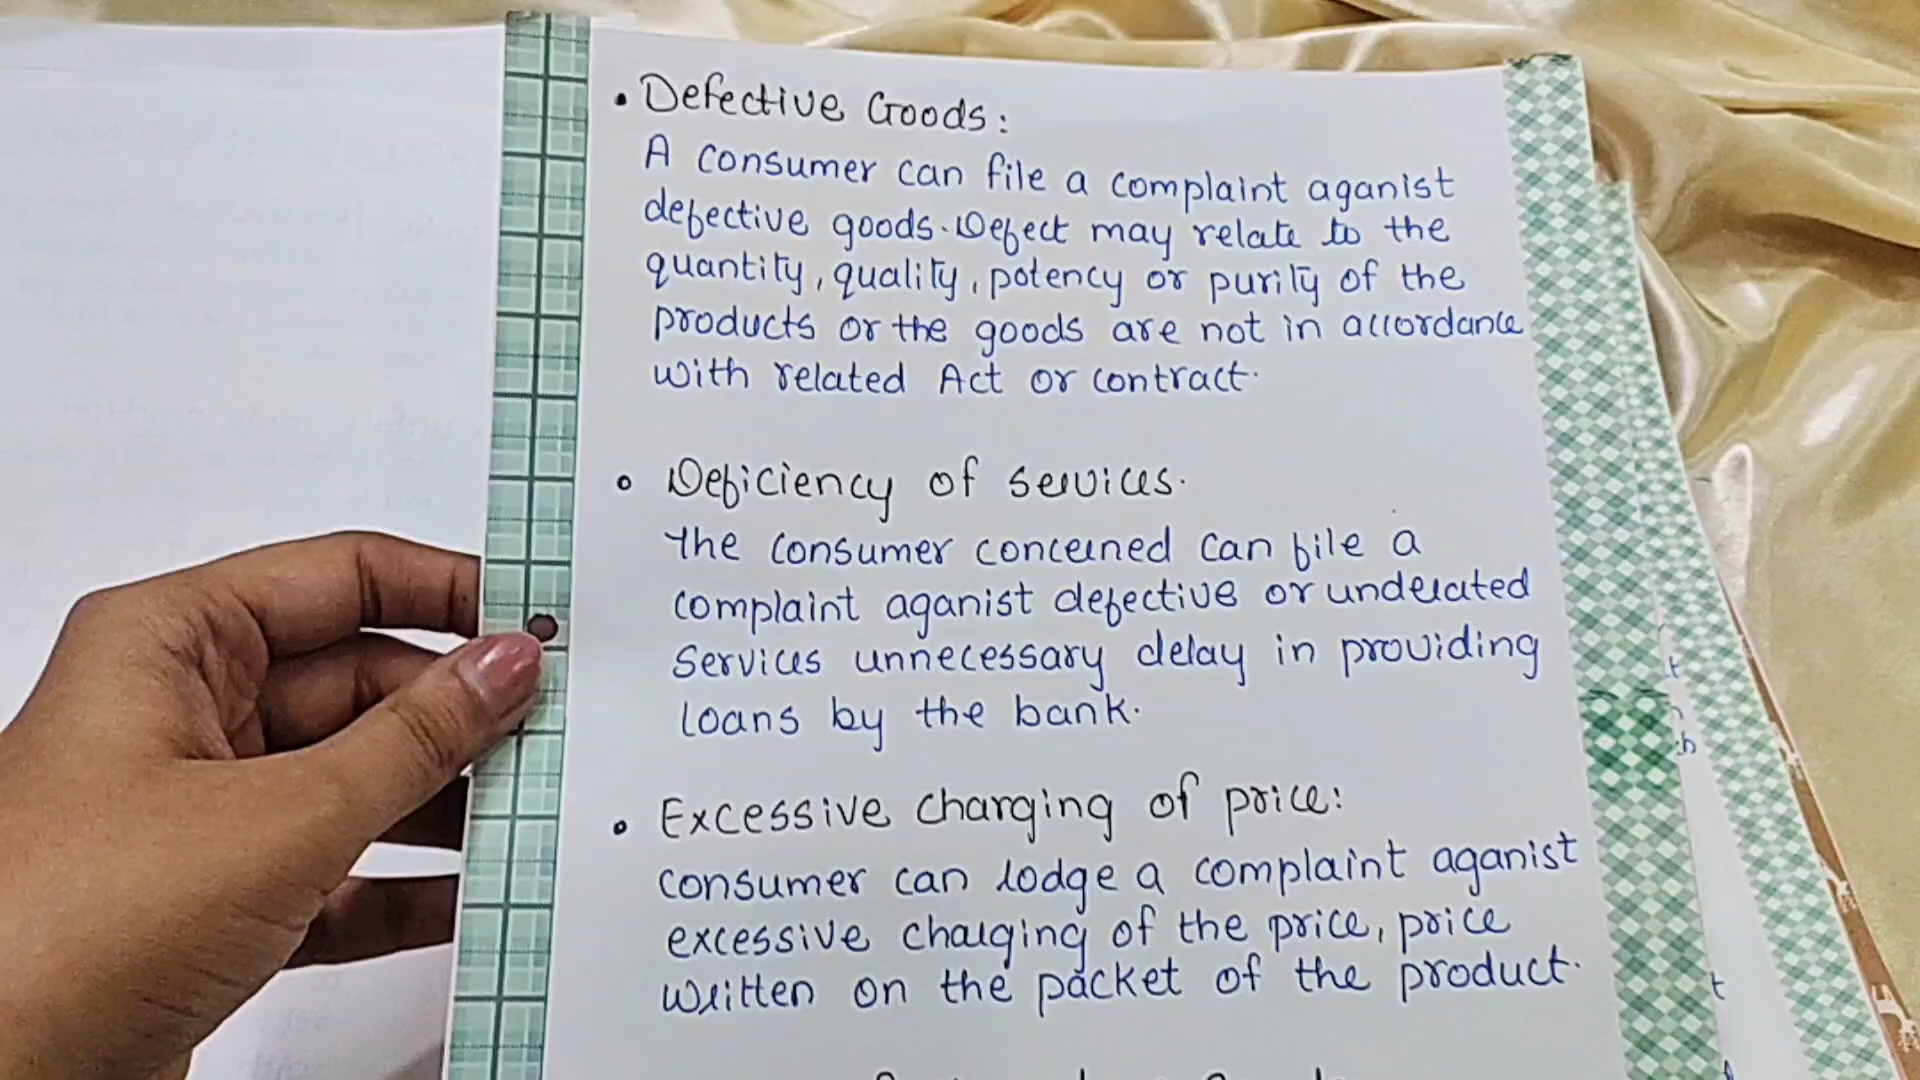 • Defective Goods:
A consumer can file a complaint aganist
defective goods. Defect may relate to the
quantity, quality, potency or purity of the
products or the goods are not in accordance
with related Act or contract.
• Deficiency of services.
The consumer concerned can file a
complaint aganist defective or underated
services unnecessary delay in providing
loans by the bank.
• Excessive charging of price:
consumer can lodge a complaint aganist
excessive charging of the price, price
written on the packet of the product.